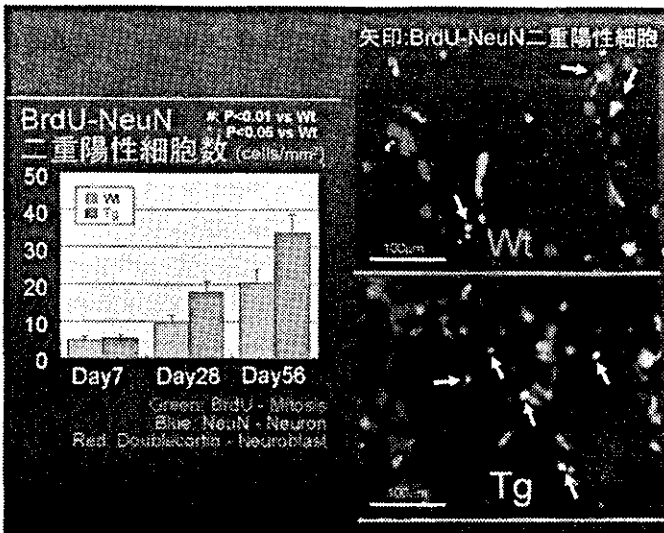 矢印:BrdU-NeuN二重陽性細胞
BrdU-NeuN
二重陽性細胞数 (cells/mm²)
#: P<0.01 vs Wt
*: P<0.05 vs Wt
50
40
30
20
10
0
Wt
Tg
Day7 Day28 Day56
Green: BrdU - Mitosis
Blue: NeuN - Neuron
Red: Doublecortin - Neuroblast
100μm
Wt
100μm
Tg